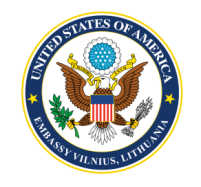 UNITED STATES OF AMERICA
EMBASSY VILNIUS, LITHUANIA